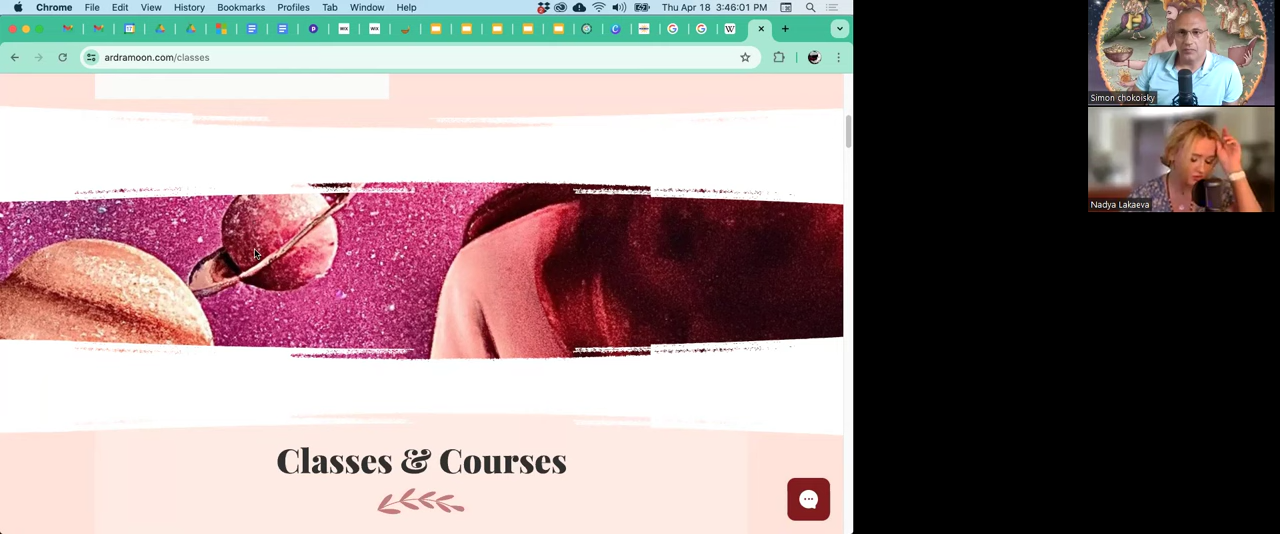 Chrome File Edit View History Bookmarks Profiles Tab Window Help Thu Apr 18 3:46:01 PM
ardramoon.com/classes
Classes & Courses
Simon chokoisky
Nadya Lakaeva